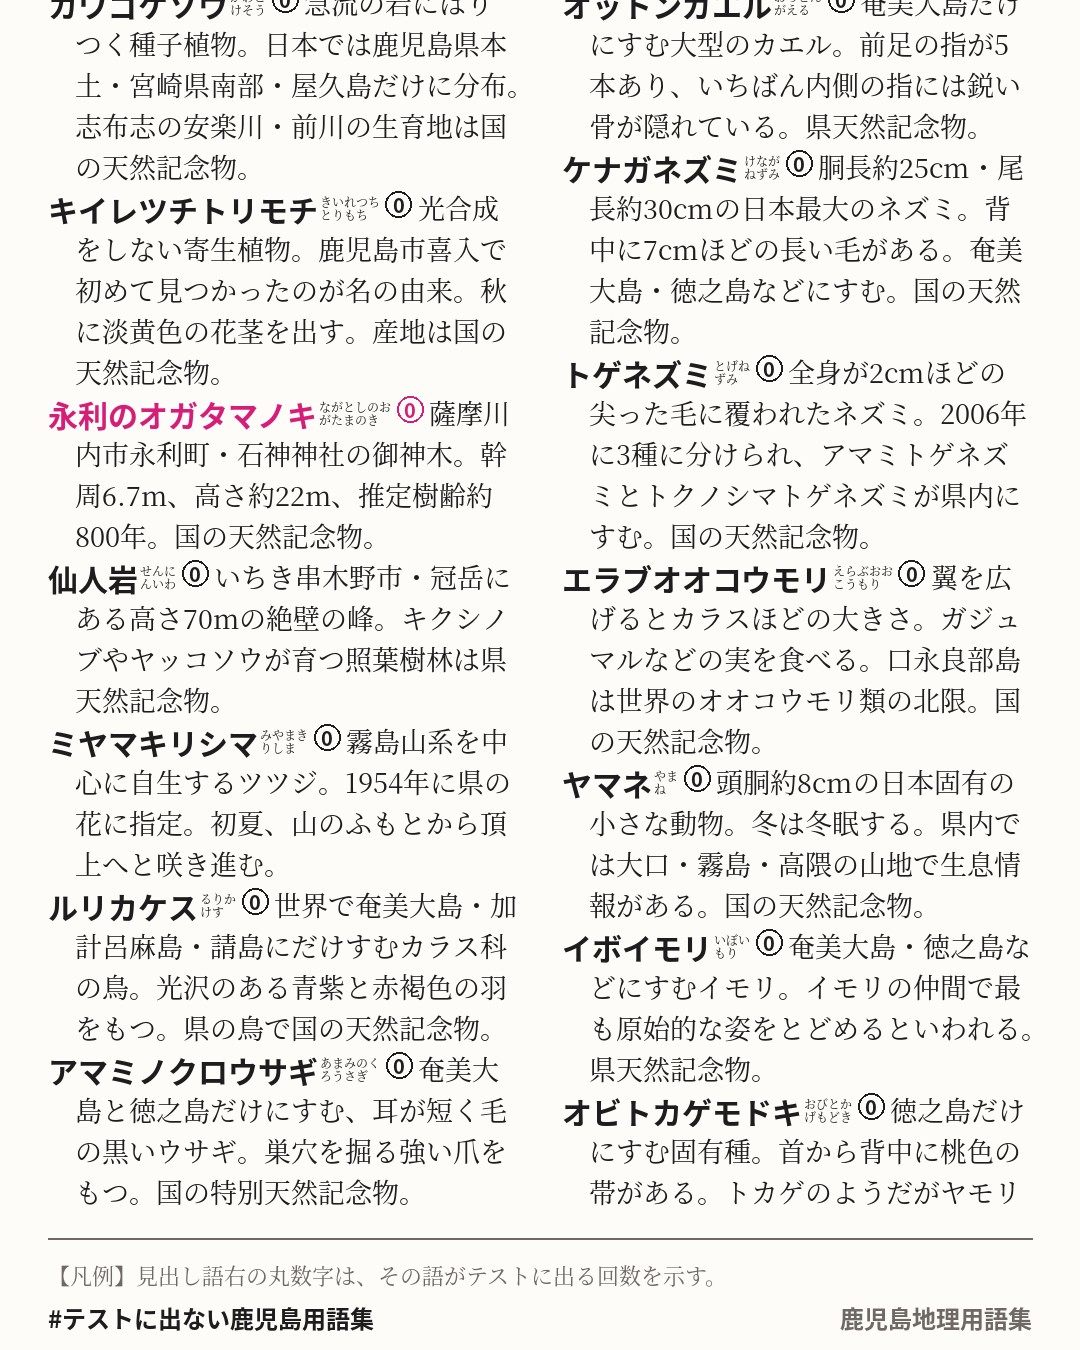 カワゴケソウ ⓪ 急流の岩にはり
つく種子植物。日本では鹿児島県本
土・宮崎県南部・屋久島だけに分布。
志布志の安楽川・前川の生育地は国
の天然記念物。
キイレツチトリモチ きいれつち とりもち ⓪ 光合成
をしない寄生植物。鹿児島市喜入で
初めて見つかったのが名の由来。秋
に淡黄色の花茎を出す。産地は国の
天然記念物。
永利のオガタマノキ ながとしのお がたまのき ⓪ 薩摩川
内市永利町・石神神社の御神木。幹
周6.7m、高さ約22m、推定樹齢約
800年。国の天然記念物。
仙人岩 せんに んいわ ⓪ いちき串木野市・冠岳に
ある高さ70mの絶壁の峰。キクシノ
ブやヤッコソウが育つ照葉樹林は県
天然記念物。
ミヤマキリシマ みやまき りしま ⓪ 霧島山系を中
心に自生するツツジ。1954年に県の
花に指定。初夏、山のふもとから頂
上へと咲き進む。
ルリカケス るりか けす ⓪ 世界で奄美大島・加
計呂麻島・請島にだけすむカラス科
の鳥。光沢のある青紫と赤褐色の羽
をもつ。県の鳥で国の天然記念物。
アマミノクロウサギ あまみのく ろうさぎ ⓪ 奄美大
島と徳之島だけにすむ、耳が短く毛
の黒いウサギ。巣穴を掘る強い爪を
もつ。国の特別天然記念物。
オットンガエル がえる ⓪ 奄美大島だけ
にすむ大型のカエル。前足の指が5
本あり、いちばん内側の指には鋭い
骨が隠れている。県天然記念物。
ケナガネズミ けなが ねずみ ⓪ 胴長約25cm・尾
長約30cmの日本最大のネズミ。背
中に7cmほどの長い毛がある。奄美
大島・徳之島などにすむ。国の天然
記念物。
トゲネズミ とげね ずみ ⓪ 全身が2cmほどの
尖った毛に覆われたネズミ。2006年
に3種に分けられ、アマミトゲネズ
ミとトクノシマトゲネズミが県内に
すむ。国の天然記念物。
エラブオオコウモリ えらぶおお こうもり ⓪ 翼を広
げるとカラスほどの大きさ。ガジュ
マルなどの実を食べる。口永良部島
は世界のオオコウモリ類の北限。国
の天然記念物。
ヤマネ やま ね ⓪ 頭胴約8cmの日本固有の
小さな動物。冬は冬眠する。県内で
は大口・霧島・高隈の山地で生息情
報がある。国の天然記念物。
イボイモリ いぼい もり ⓪ 奄美大島・徳之島な
どにすむイモリ。イモリの仲間で最
も原始的な姿をとどめるといわれる。
県天然記念物。
オビトカゲモドキ おびとか げもどき ⓪ 徳之島だけ
にすむ固有種。首から背中に桃色の
帯がある。トカゲのようだがヤモリ
【凡例】見出し語右の丸数字は、その語がテストに出る回数を示す。
#テストに出ない鹿児島用語集
鹿児島地理用語集